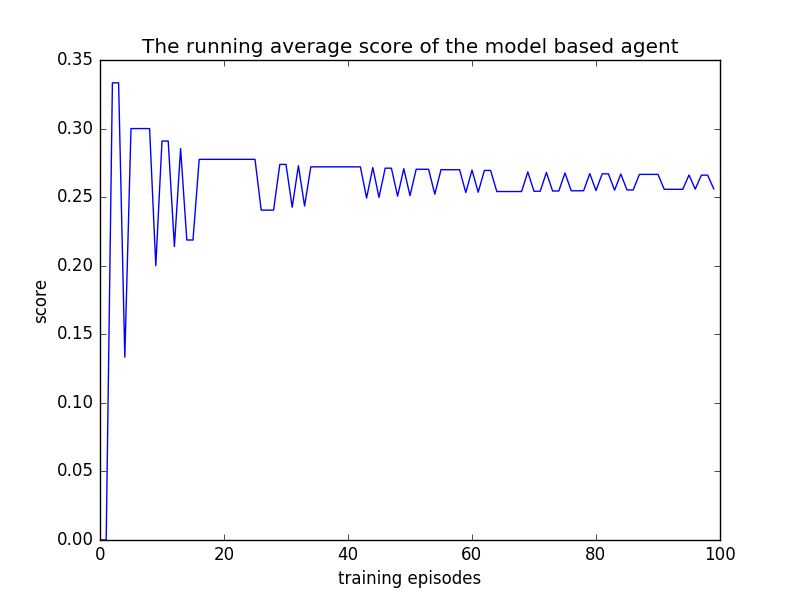 The running average score of the model based agent
0.35
0.30
0.25
0.20
0.15
0.10
0.05
0.00
score
0 20 40 60 80 100
training episodes